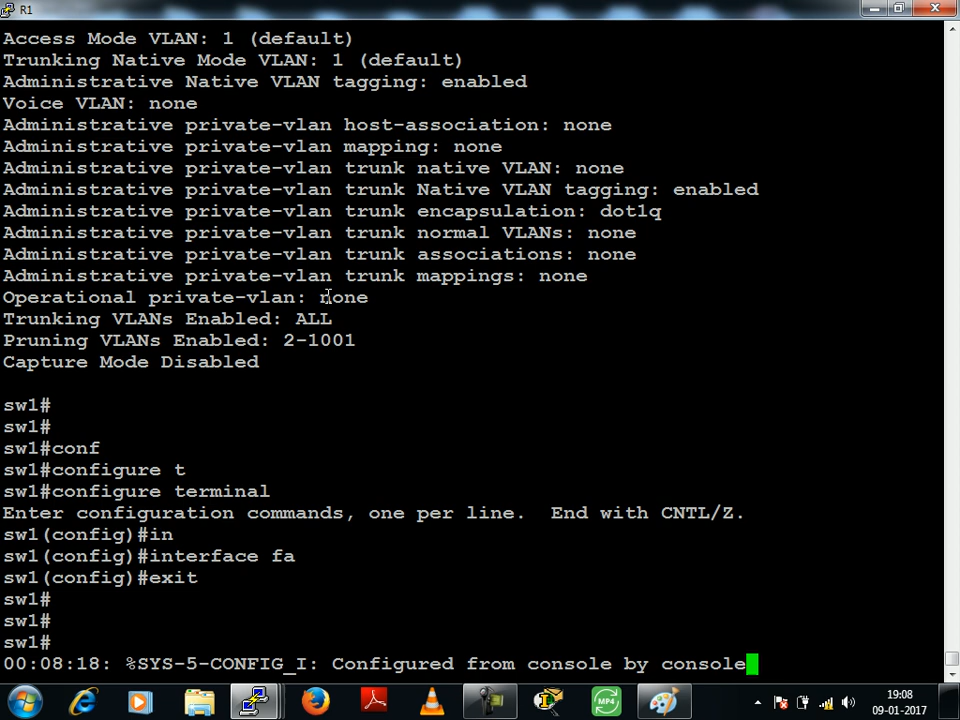 R1
Access Mode VLAN: 1 (default)
Trunking Native Mode VLAN: 1 (default)
Administrative Native VLAN tagging: enabled
Voice VLAN: none
Administrative private-vlan host-association: none
Administrative private-vlan mapping: none
Administrative private-vlan trunk native VLAN: none
Administrative private-vlan trunk Native VLAN tagging: enabled
Administrative private-vlan trunk encapsulation: dot1q
Administrative private-vlan trunk normal VLANs: none
Administrative private-vlan trunk associations: none
Administrative private-vlan trunk mappings: none
Operational private-vlan: none
Trunking VLANs Enabled: ALL
Pruning VLANs Enabled: 2-1001
Capture Mode Disabled
sw1#
sw1#
sw1#conf
sw1#configure t
sw1#configure terminal
Enter configuration commands, one per line.  End with CNTL/Z.
sw1(config)#in
sw1(config)#interface fa
sw1(config)#exit
sw1#
sw1#
sw1#
00:08:18: %SYS-5-CONFIG_I: Configured from console by console
MP4
19:08
09-01-2017